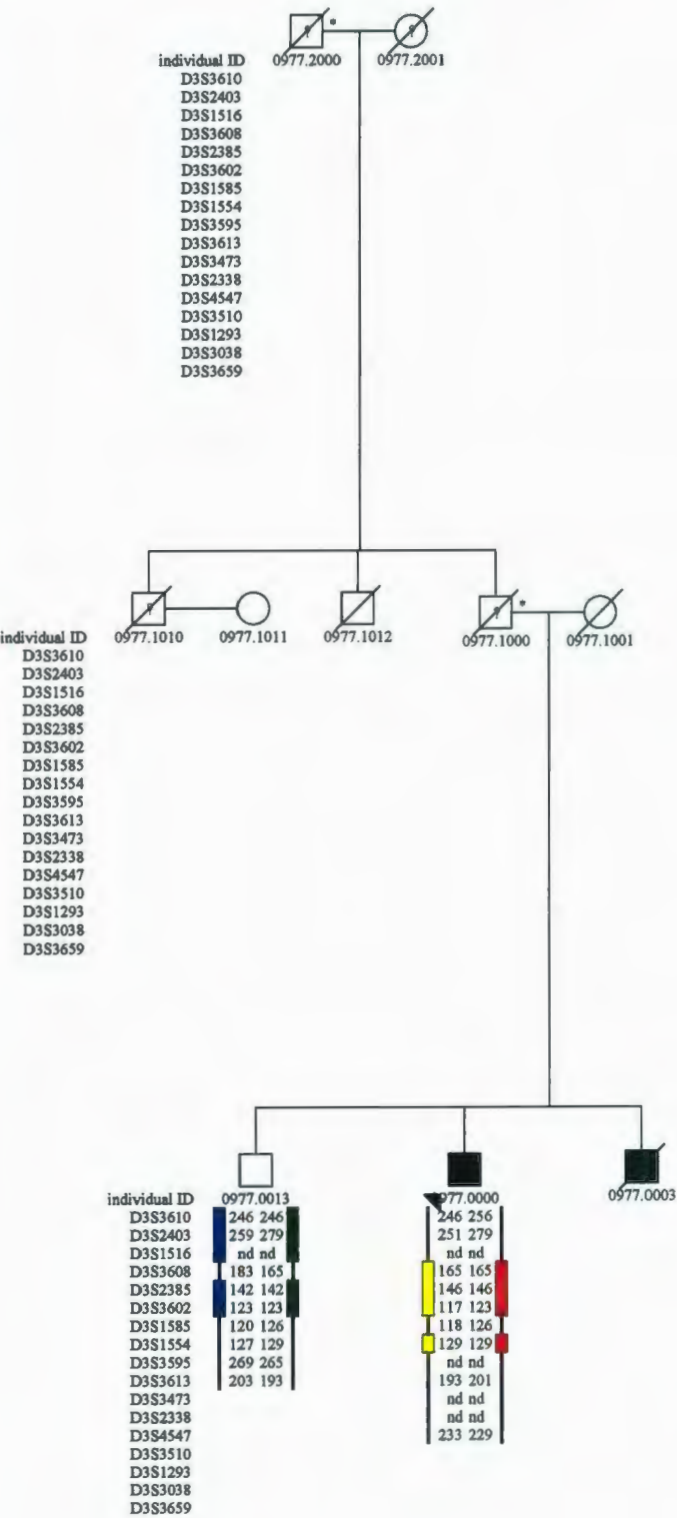 0977.2000 0977.2001
individual ID
D3S3610
D3S2403
D3S1516
D3S3608
D3S2385
D3S3602
D3S1585
D3S1554
D3S3595
D3S3613
D3S3473
D3S2338
D3S4547
D3S3510
D3S1293
D3S3038
D3S3659
0977.1010 0977.1011 0977.1012 0977.1000 0977.1001
individual ID
D3S3610
D3S2403
D3S1516
D3S3608
D3S2385
D3S3602
D3S1585
D3S1554
D3S3595
D3S3613
D3S3473
D3S2338
D3S4547
D3S3510
D3S1293
D3S3038
D3S3659
individual ID 0977.0013 977.0000 0977.0003
D3S3610 246 246 246 256
D3S2403 259 279 251 279
D3S1516 nd nd nd nd
D3S3608 183 165 165 165
D3S2385 142 142 146 146
D3S3602 123 123 117 123
D3S1585 120 126 118 126
D3S1554 127 129 129 129
D3S3595 269 265 nd nd
D3S3613 203 193 193 201
D3S3473 nd nd
D3S2338 nd nd
D3S4547 233 229
D3S3510
D3S1293
D3S3038
D3S3659